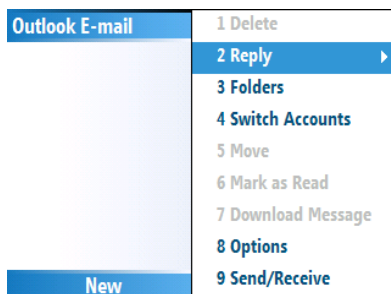 Outlook E-mail
New
1 Delete
2 Reply
3 Folders
4 Switch Accounts
5 Move
6 Mark as Read
7 Download Message
8 Options
9 Send/Receive